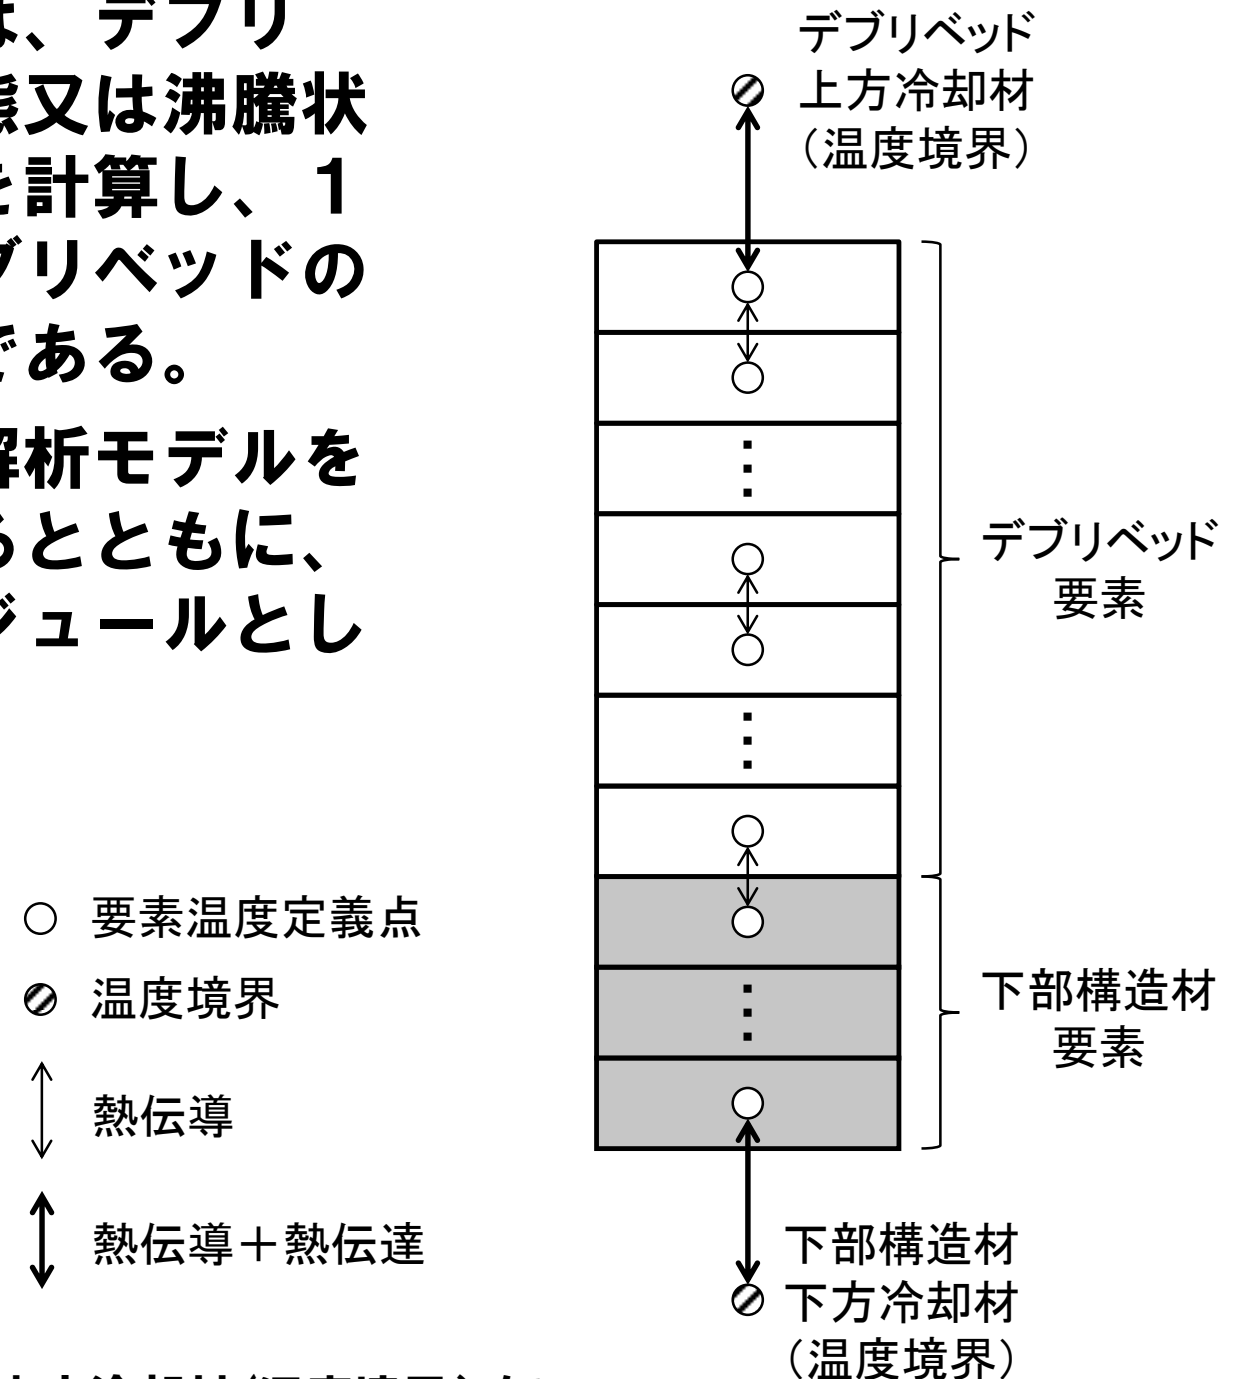 は、デブリ
態又は沸騰状
を計算し、1
ブリベッドの
である。
解析モデルを
るとともに、
ジュールとし
デブリベッド
上方冷却材
（温度境界）
デブリベッド
要素
下部構造材
要素
下部構造材
下方冷却材
（温度境界）
要素温度定義点
温度境界
熱伝導
熱伝導＋熱伝達